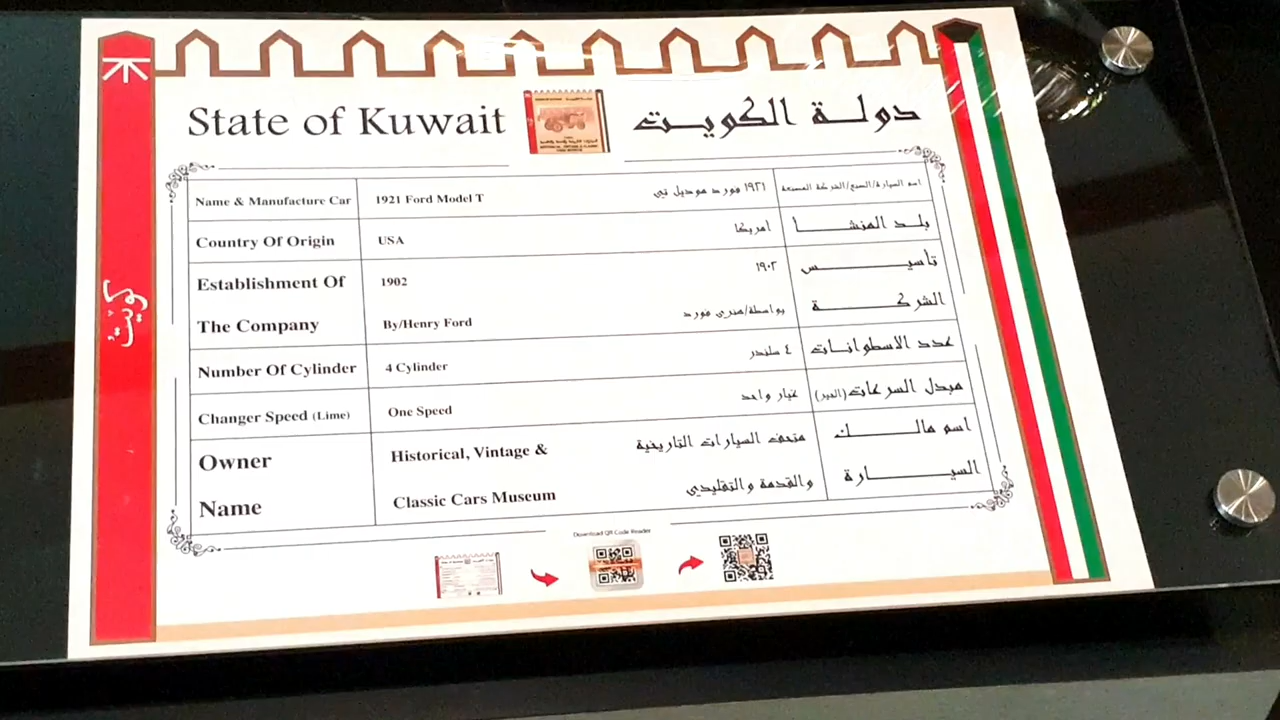 State of Kuwait دولة الكويت
Name & Manufacture Car 1921 Ford Model T ١٩٢١ فورد موديل تي اسم السيارة/الصنع/الشركة المصنعة
Country Of Origin USA امريكا بلد المنشا
Establishment Of 1902 ١٩٠٢ تأسيس
The Company By/Henry Ford بواسطة/هنري فورد الشركة
Number Of Cylinder 4 Cylinder ٤ سلندر عدد الاسطوانات
Changer Speed (Lime) One Speed غيار واحد مبدل السرعات
Owner Historical, Vintage & متحف السيارات التاريخية اسم مالك
Name Classic Cars Museum والقدمة والتقليدي السيارة
Download QR Code Reader
كويت